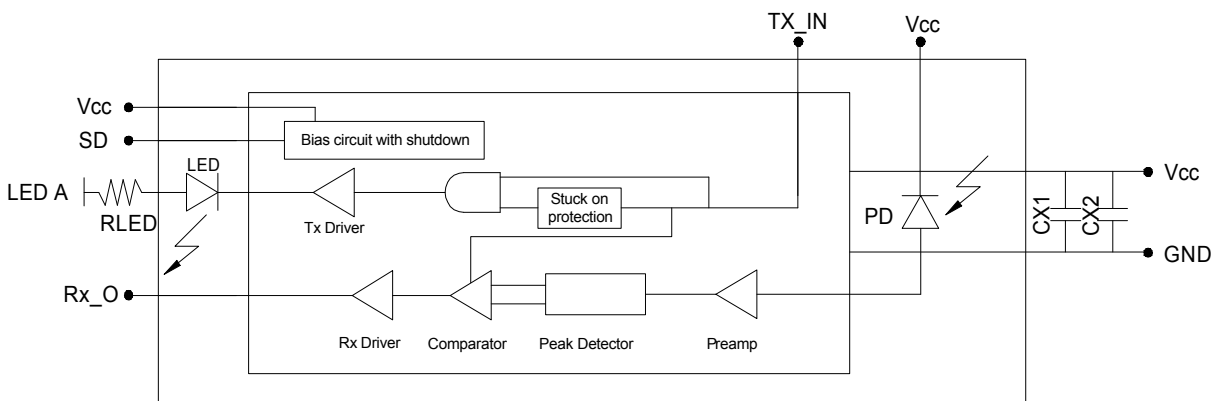 TX_IN
Vcc
Vcc
SD
Bias circuit with shutdown
LED
LED A
RLED
Tx Driver
Stuck on
protection
PD
CX1
CX2
Vcc
GND
Rx_O
Rx Driver
Comparator
Peak Detector
Preamp